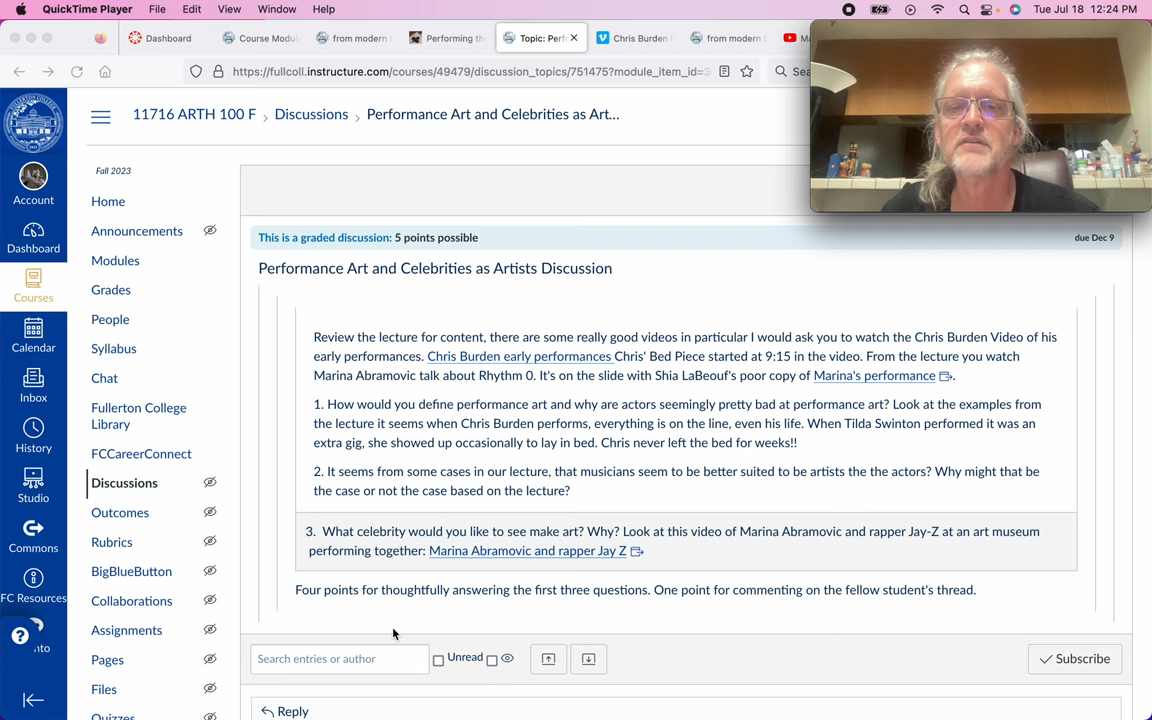 QuickTime Player File Edit View Window Help Tue Jul 18 12:24 PM
Dashboard Course Modu from modern Performing th Topic: Perf Chris Burden from modern Ma
https://fullcoll.instructure.com/courses/49479/discussion_topics/751475?module_item_id= Sea
11716 ARTH 100 F Discussions Performance Art and Celebrities as Art...
Account
Dashboard
Courses
Calendar
Inbox
History
Studio
Commons
FC Resources
Fall 2023
Home
Announcements
Modules
Grades
People
Syllabus
Chat
Fullerton College
Library
FCCareerConnect
Discussions
Outcomes
Rubrics
BigBlueButton
Collaborations
Assignments
Pages
Files
Quizzes
This is a graded discussion: 5 points possible due Dec 9
Performance Art and Celebrities as Artists Discussion
Review the lecture for content, there are some really good videos in particular I would ask you to watch the Chris Burden Video of his
early performances. Chris Burden early performances Chris' Bed Piece started at 9:15 in the video. From the lecture you watch
Marina Abramovic talk about Rhythm 0. It's on the slide with Shia LaBeouf's poor copy of Marina's performance.
1. How would you define performance art and why are actors seemingly pretty bad at performance art? Look at the examples from
the lecture it seems when Chris Burden performs, everything is on the line, even his life. When Tilda Swinton performed it was an
extra gig, she showed up occasionally to lay in bed. Chris never left the bed for weeks!!
2. It seems from some cases in our lecture, that musicians seem to be better suited to be artists the the actors? Why might that be
the case or not the case based on the lecture?
3. What celebrity would you like to see make art? Why? Look at this video of Marina Abramovic and rapper Jay-Z at an art museum
performing together: Marina Abramovic and rapper Jay Z
Four points for thoughtfully answering the first three questions. One point for commenting on the fellow student's thread.
Search entries or author Unread Subscribe
Reply